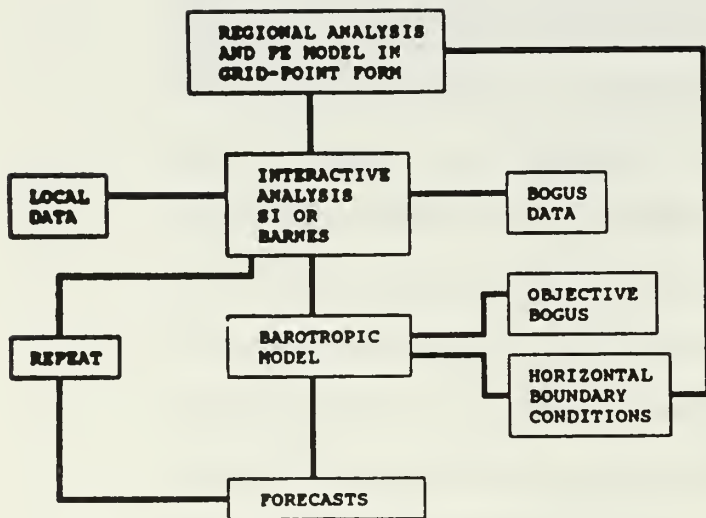 REGIONAL ANALYSIS
AND PE MODEL IN
GRID-POINT FORM
INTERACTIVE
ANALYSIS
SI OR
BARNES
LOCAL
DATA
BOGUS
DATA
OBJECTIVE
BOGUS
BAROTROPIC
MODEL
REPEAT
HORIZONTAL
BOUNDARY
CONDITIONS
FORECASTS